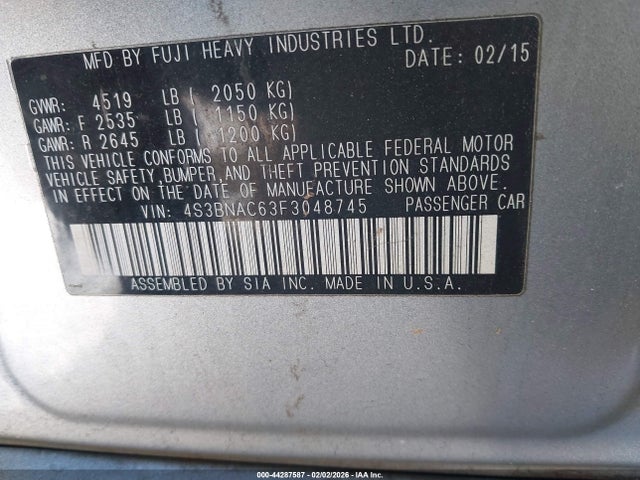 MFD BY FUJI HEAVY INDUSTRIES LTD.
DATE: 02/15
GVWR: 4519 LB ( 2050 KG)
GAWR: F 2535 LB ( 1150 KG)
GAWR: R 2645 LB ( 1200 KG)
THIS VEHICLE CONFORMS TO ALL APPLICABLE FEDERAL MOTOR
VEHICLE SAFETY, BUMPER, AND THEFT PREVENTION STANDARDS
IN EFFECT ON THE DATE OF MANUFACTURE SHOWN ABOVE.
VIN: 4S3BNAC63F3048745 PASSENGER CAR
ASSEMBLED BY SIA INC. MADE IN U.S.A.
000-44287587 - 02/02/2026 - IAA Inc.